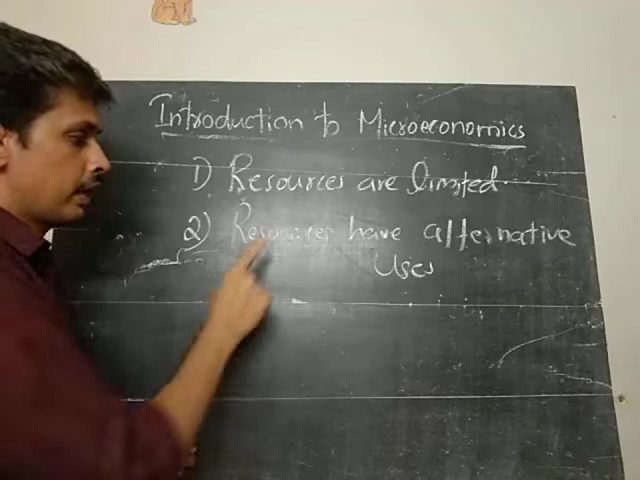 Introduction to Microeconomics
1) Resources are limited.
2) Resources have alternative
Uses